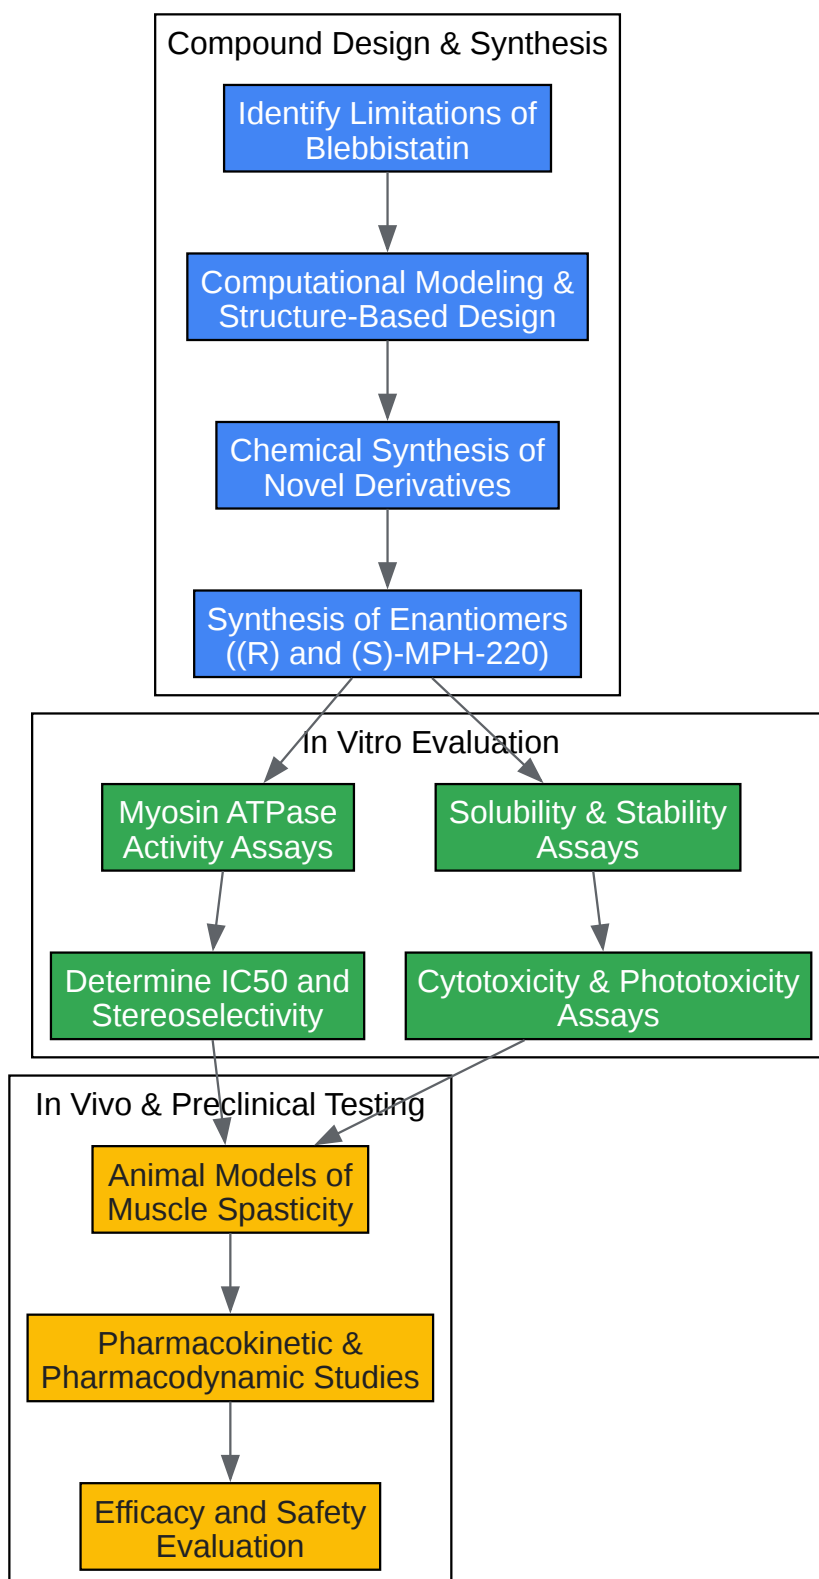 Compound Design & Synthesis
Identify Limitations of
Blebbistatin
Computational Modeling &
Structure-Based Design
Chemical Synthesis of
Novel Derivatives
Synthesis of Enantiomers
((R) and (S)-MPH-220)
In Vitro Evaluation
Myosin ATPase
Activity Assays
Solubility & Stability
Assays
Determine IC50 and
Stereoselectivity
Cytotoxicity & Phototoxicity
Assays
In Vivo & Preclinical Testing
Animal Models of
Muscle Spasticity
Pharmacokinetic &
Pharmacodynamic Studies
Efficacy and Safety
Evaluation